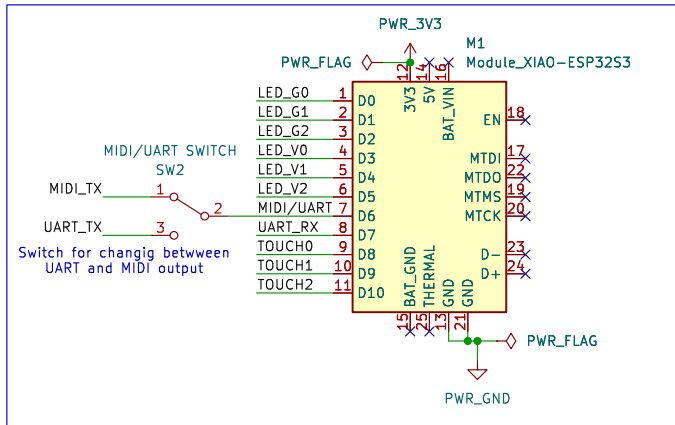 PWR_3V3
PWR_FLAG
M1
Module_XIAO-ESP32S3
12
14
16
3V3
5V
BAT_VIN
LED_G0 1 D0
LED_G1 2 D1
LED_G2 3 D2
LED_V0 4 D3
LED_V1 5 D4
LED_V2 6 D5
MIDI/UART 7 D6
UART_RX 8 D7
TOUCH0 9 D8
TOUCH1 10 D9
TOUCH2 11 D10
EN 18
MTDI 17
MTDO 22
MTMS 19
MTCK 20
D- 23
D+ 24
MIDI/UART SWITCH
SW2
MIDI_TX 1
2
UART_TX 3
Switch for changig betwween
UART and MIDI output
BAT_GND
THERMAL
GND
GND
15
25
13
21
PWR_FLAG
PWR_GND